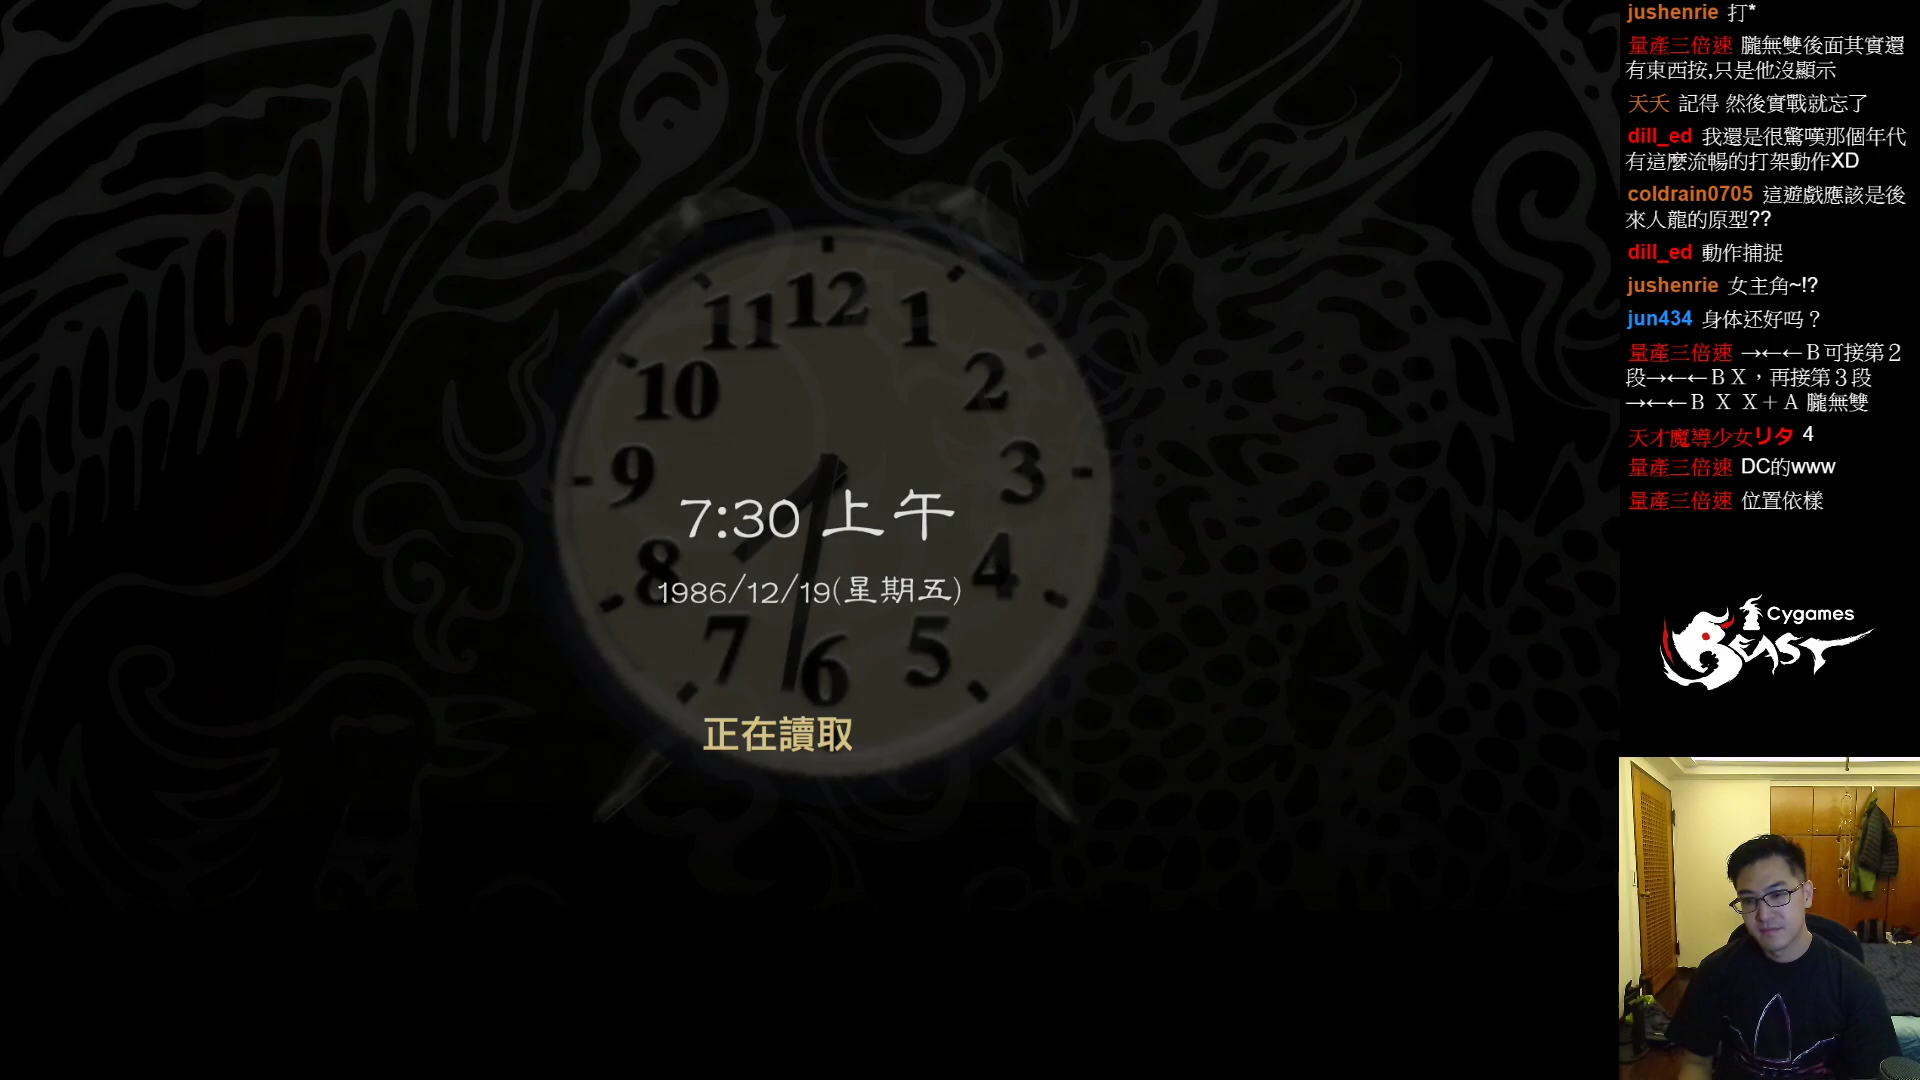 12
11
1
10
2
9
3
8
4
7
5
6
7:30 上午
1986/12/19(星期五)
正在讀取
jushenrie 打*
量產三倍速 朧無雙後面其實還
有東西按,只是他沒顯示
天夭 記得 然後實戰就忘了
dill_ed 我還是很驚嘆那個年代
有這麼流暢的打架動作XD
coldrain0705 這遊戲應該是後
來人龍的原型??
dill_ed 動作捕捉
jushenrie 女主角~!?
jun434 身体还好吗？
量產三倍速 →←←Ｂ可接第２
段→←←ＢＸ，再接第３段
→←←Ｂ Ｘ Ｘ＋Ａ 朧無雙
天才魔導少女リタ 4
量產三倍速 DC的www
量產三倍速 位置依樣
Cygames
BEAST